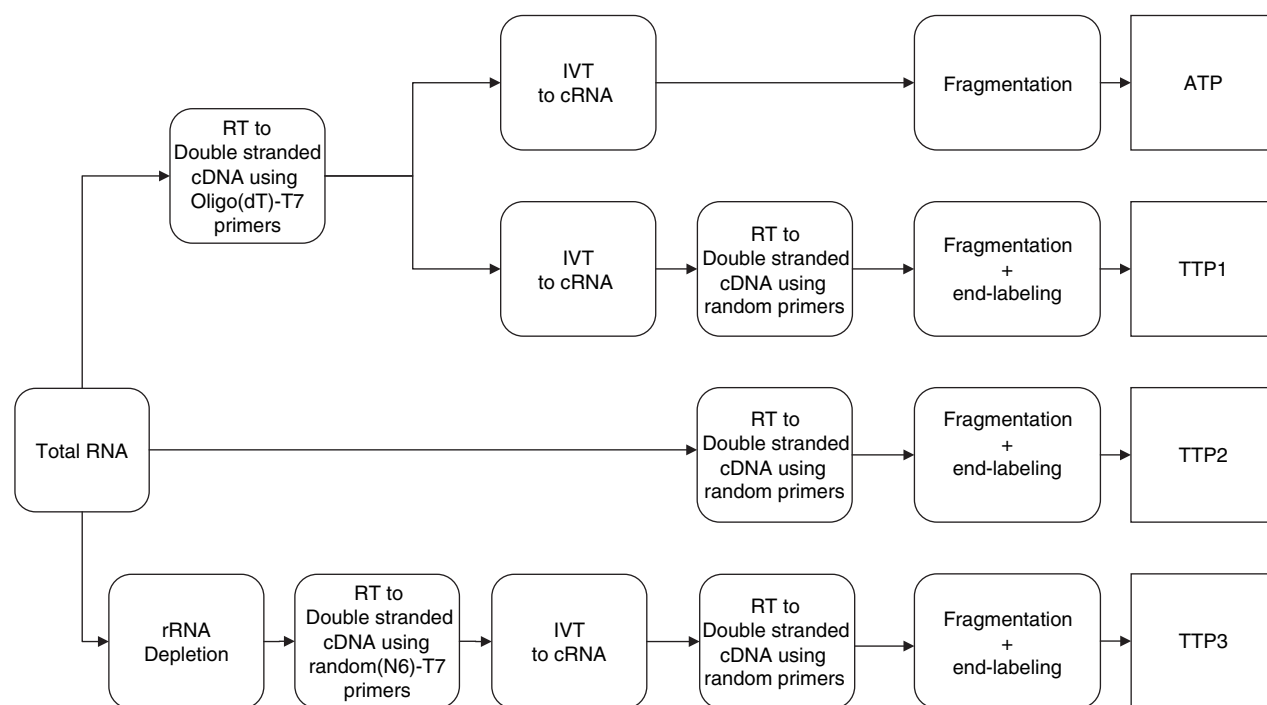 IVT
to cRNA
Fragmentation
ATP
RT to
Double stranded
cDNA using
Oligo(dT)-T7
primers
IVT
to cRNA
RT to
Double stranded
cDNA using
random primers
Fragmentation
+
end-labeling
TTP1
Total RNA
RT to
Double stranded
cDNA using
random primers
Fragmentation
+
end-labeling
TTP2
rRNA
Depletion
RT to
Double stranded
cDNA using
random(N6)-T7
primers
IVT
to cRNA
RT to
Double stranded
cDNA using
random primers
Fragmentation
+
end-labeling
TTP3